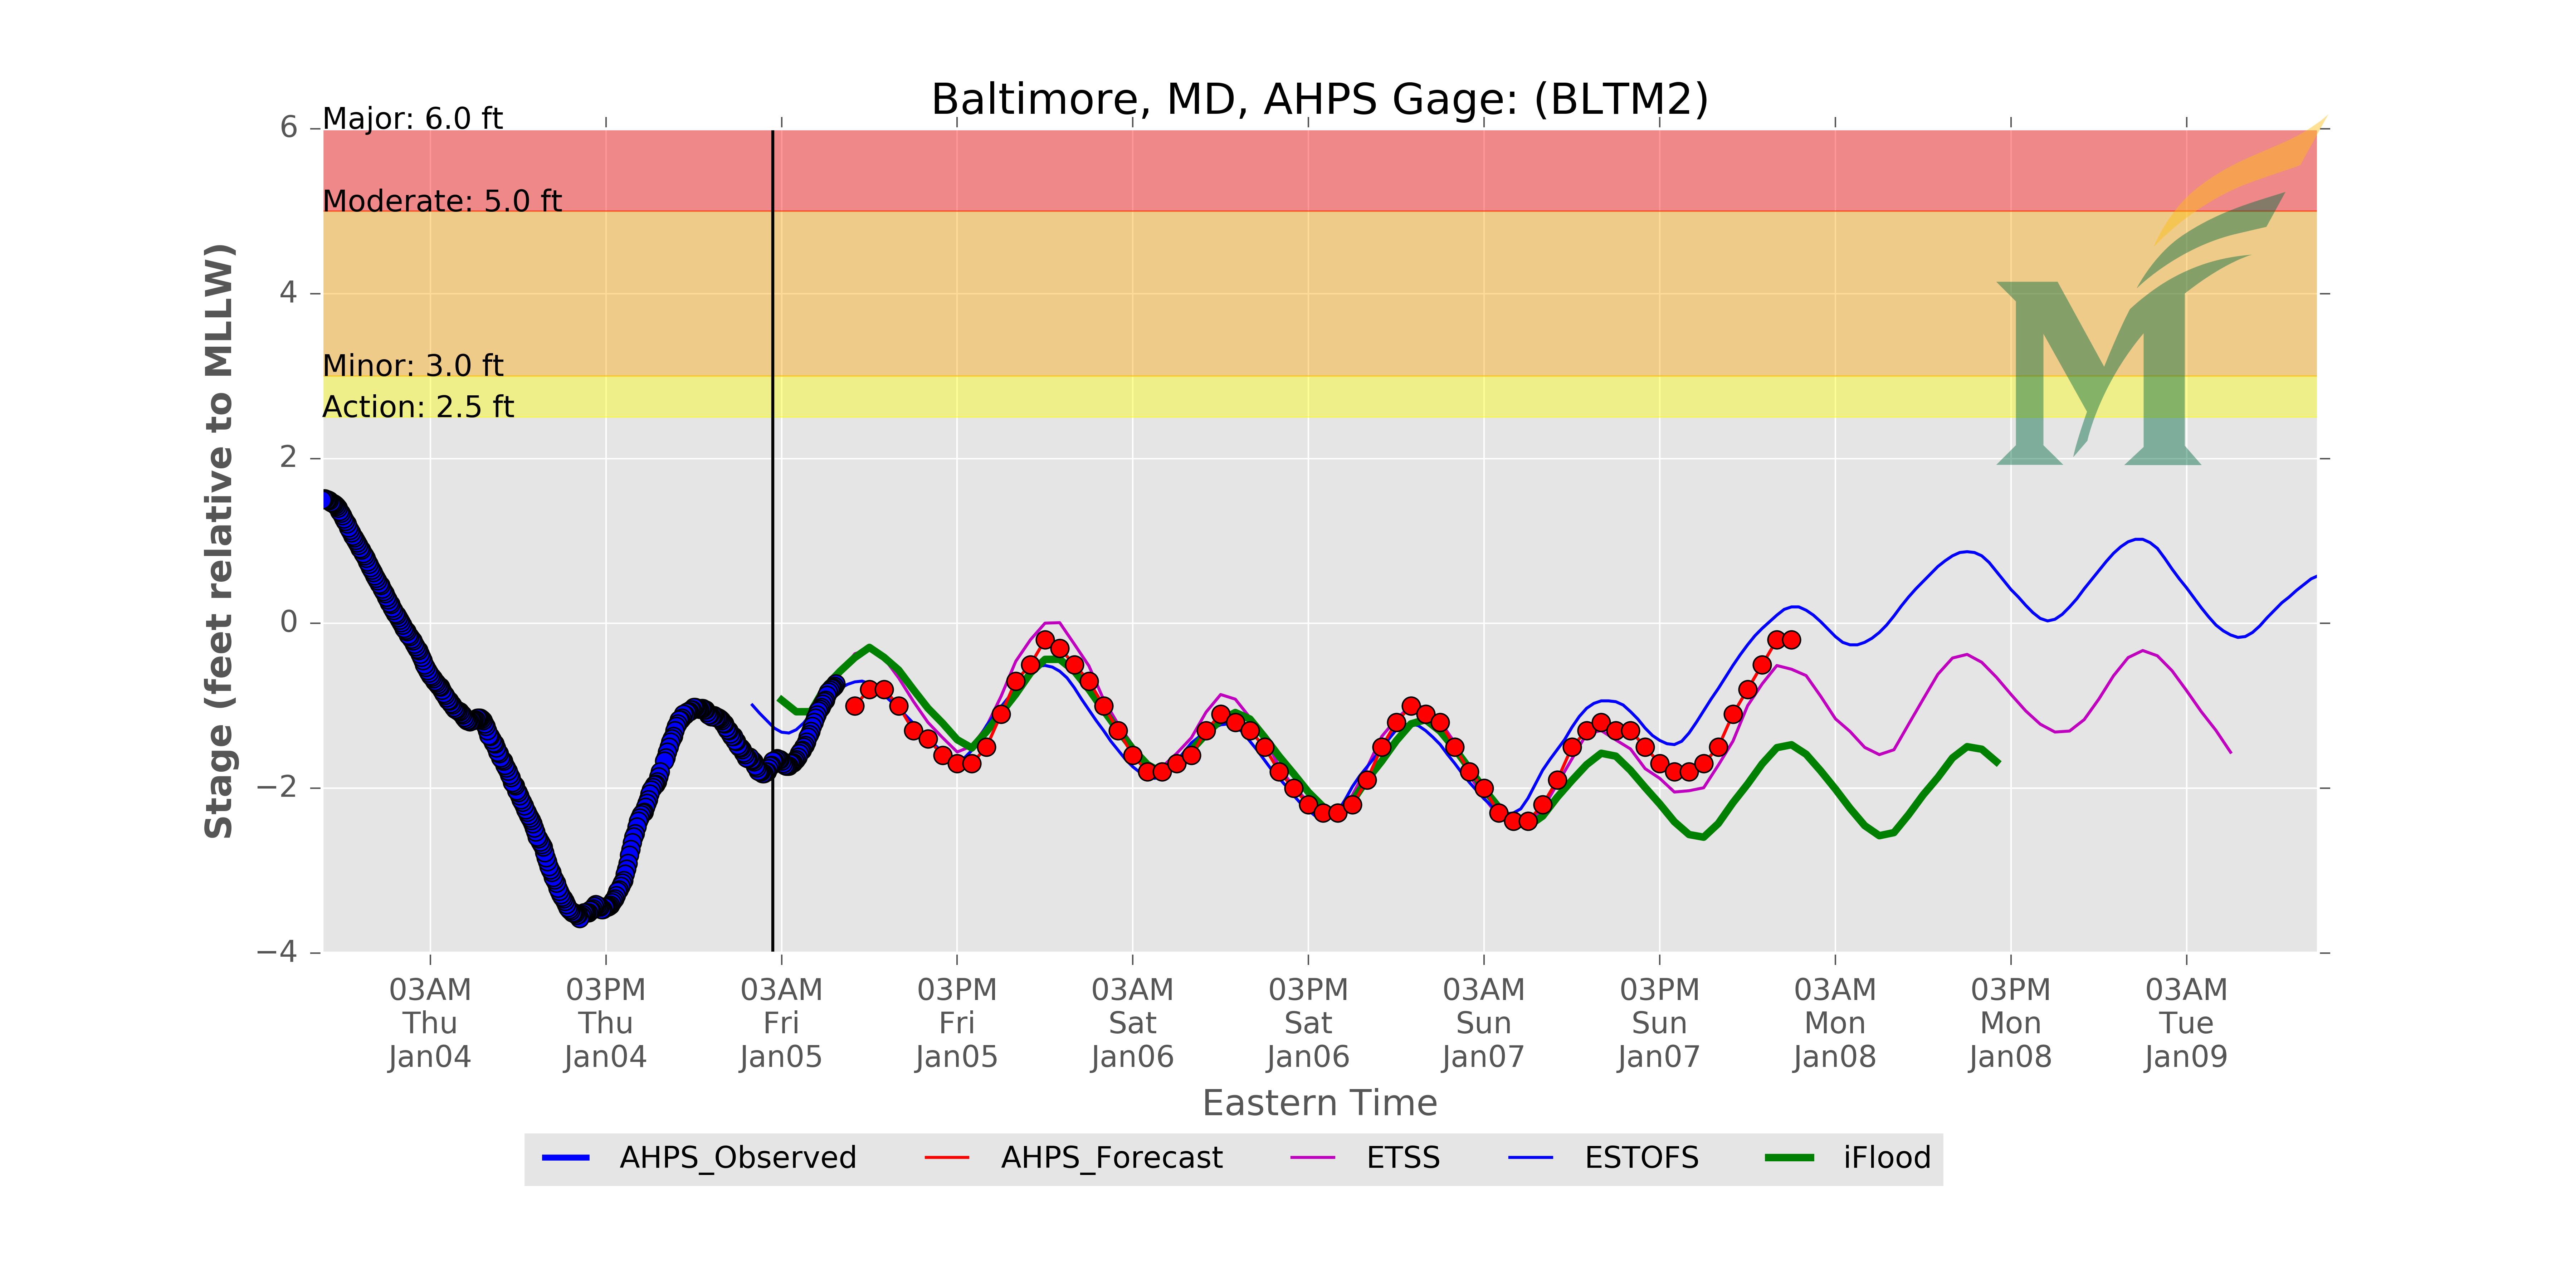 Baltimore, MD, AHPS Gage: (BLTM2)
Major: 6.0 ft
Moderate: 5.0 ft
Minor: 3.0 ft
Action: 2.5 ft
6
4
2
0
−2
−4
Stage (feet relative to MLLW)
03AM 03PM 03AM 03PM 03AM 03PM 03AM 03PM 03AM 03PM 03AM
Thu Thu Fri Fri Sat Sat Sun Sun Mon Mon Tue
Jan04 Jan04 Jan05 Jan05 Jan06 Jan06 Jan07 Jan07 Jan08 Jan08 Jan09
Eastern Time
AHPS_Observed AHPS_Forecast ETSS ESTOFS iFlood